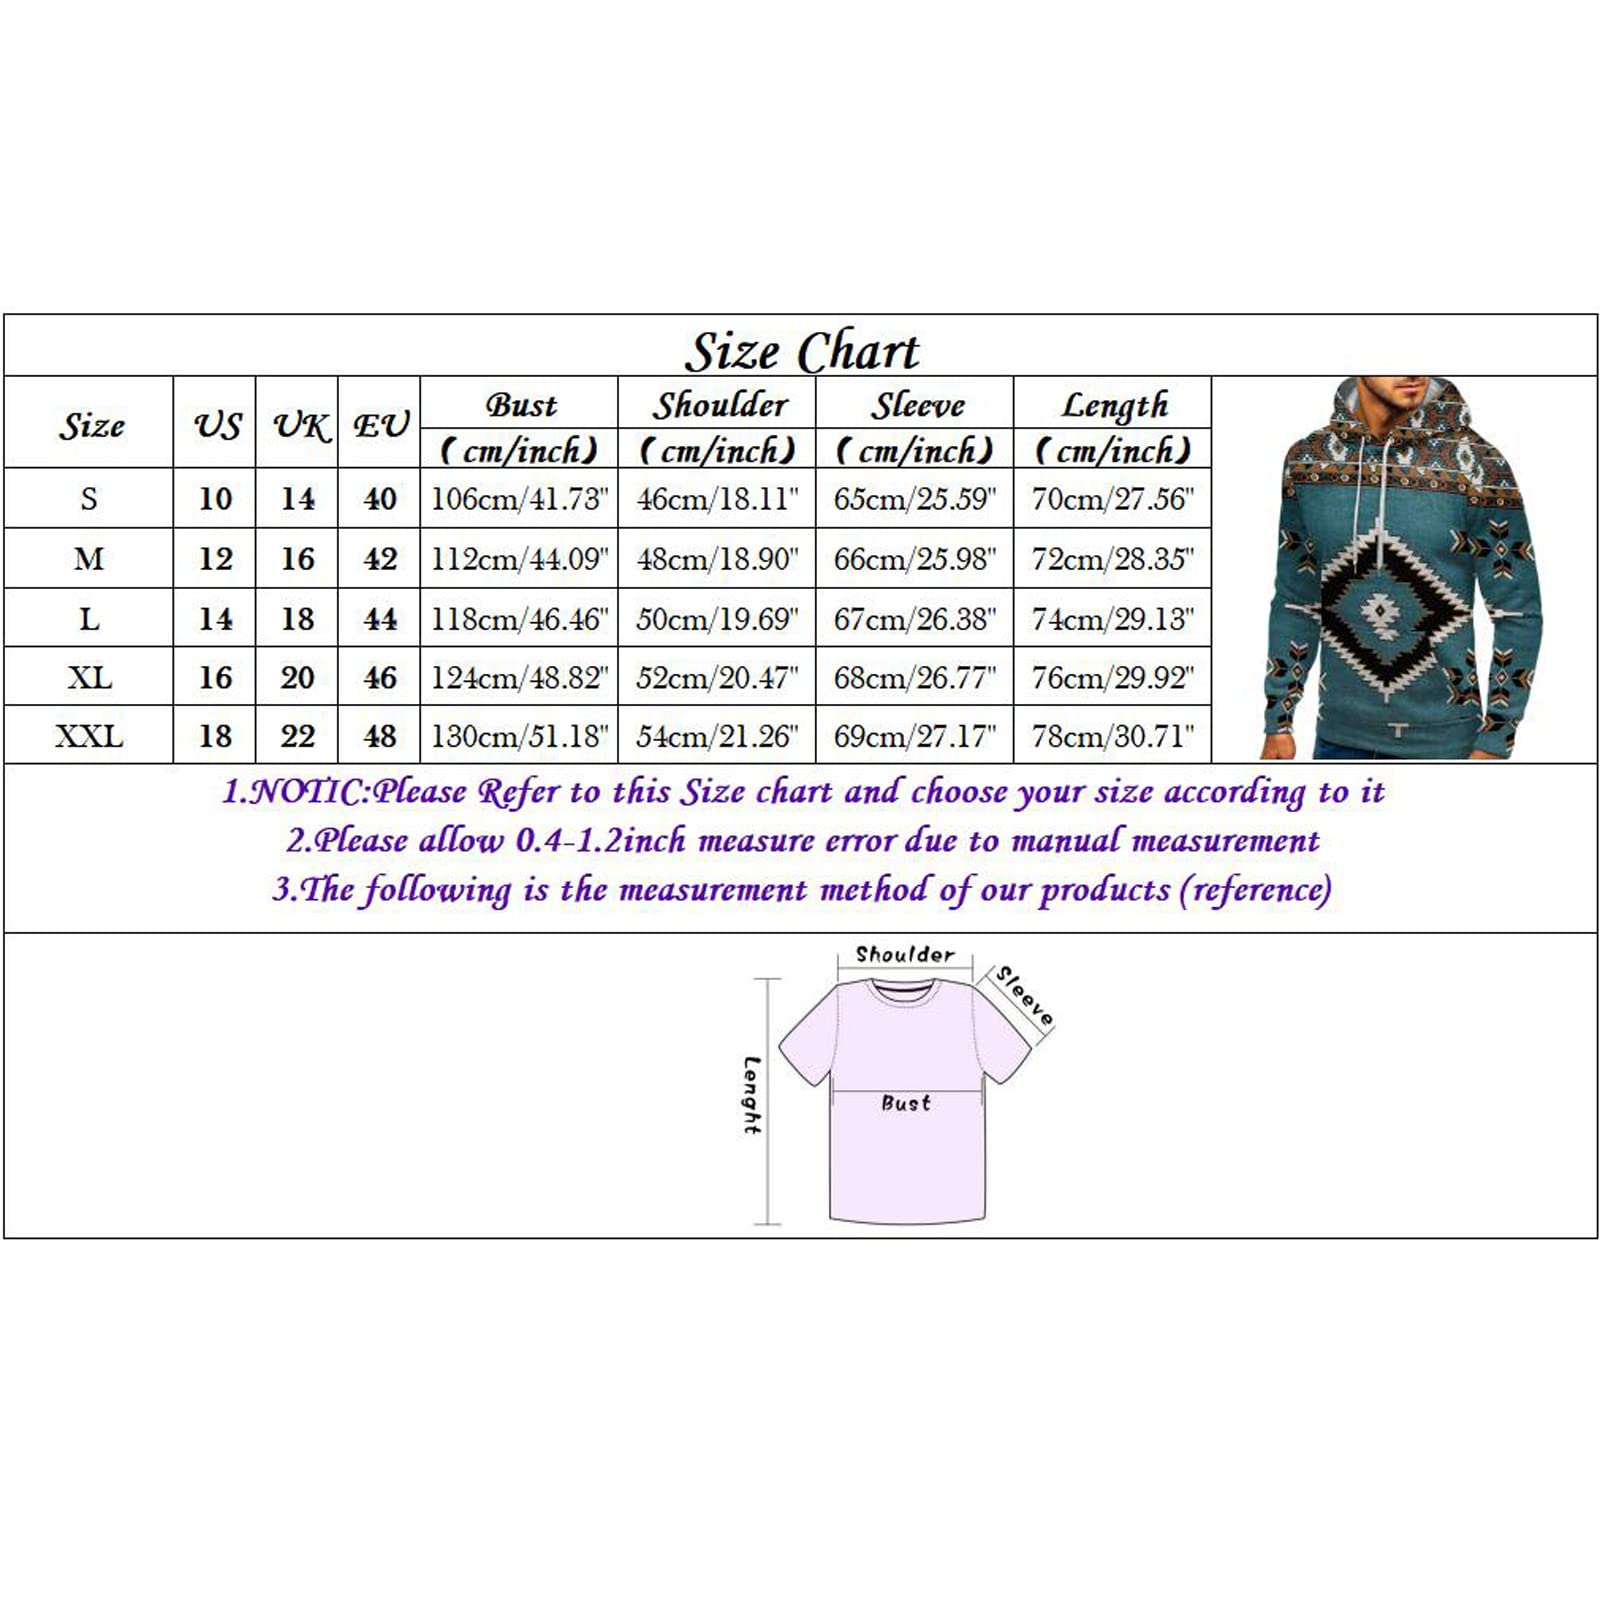 Size Chart
Size US UK EU Bust Shoulder Sleeve Length
(cm/inch) (cm/inch) (cm/inch) (cm/inch)
S 10 14 40 106cm/41.73" 46cm/18.11" 65cm/25.59" 70cm/27.56"
M 12 16 42 112cm/44.09" 48cm/18.90" 66cm/25.98" 72cm/28.35"
L 14 18 44 118cm/46.46" 50cm/19.69" 67cm/26.38" 74cm/29.13"
XL 16 20 46 124cm/48.82" 52cm/20.47" 68cm/26.77" 76cm/29.92"
XXL 18 22 48 130cm/51.18" 54cm/21.26" 69cm/27.17" 78cm/30.71"
1.NOTIC:Please Refer to this Size chart and choose your size according to it
2.Please allow 0.4-1.2inch measure error due to manual measurement
3.The following is the measurement method of our products (reference)
Shoulder
Sleeve
Lenght
Bust